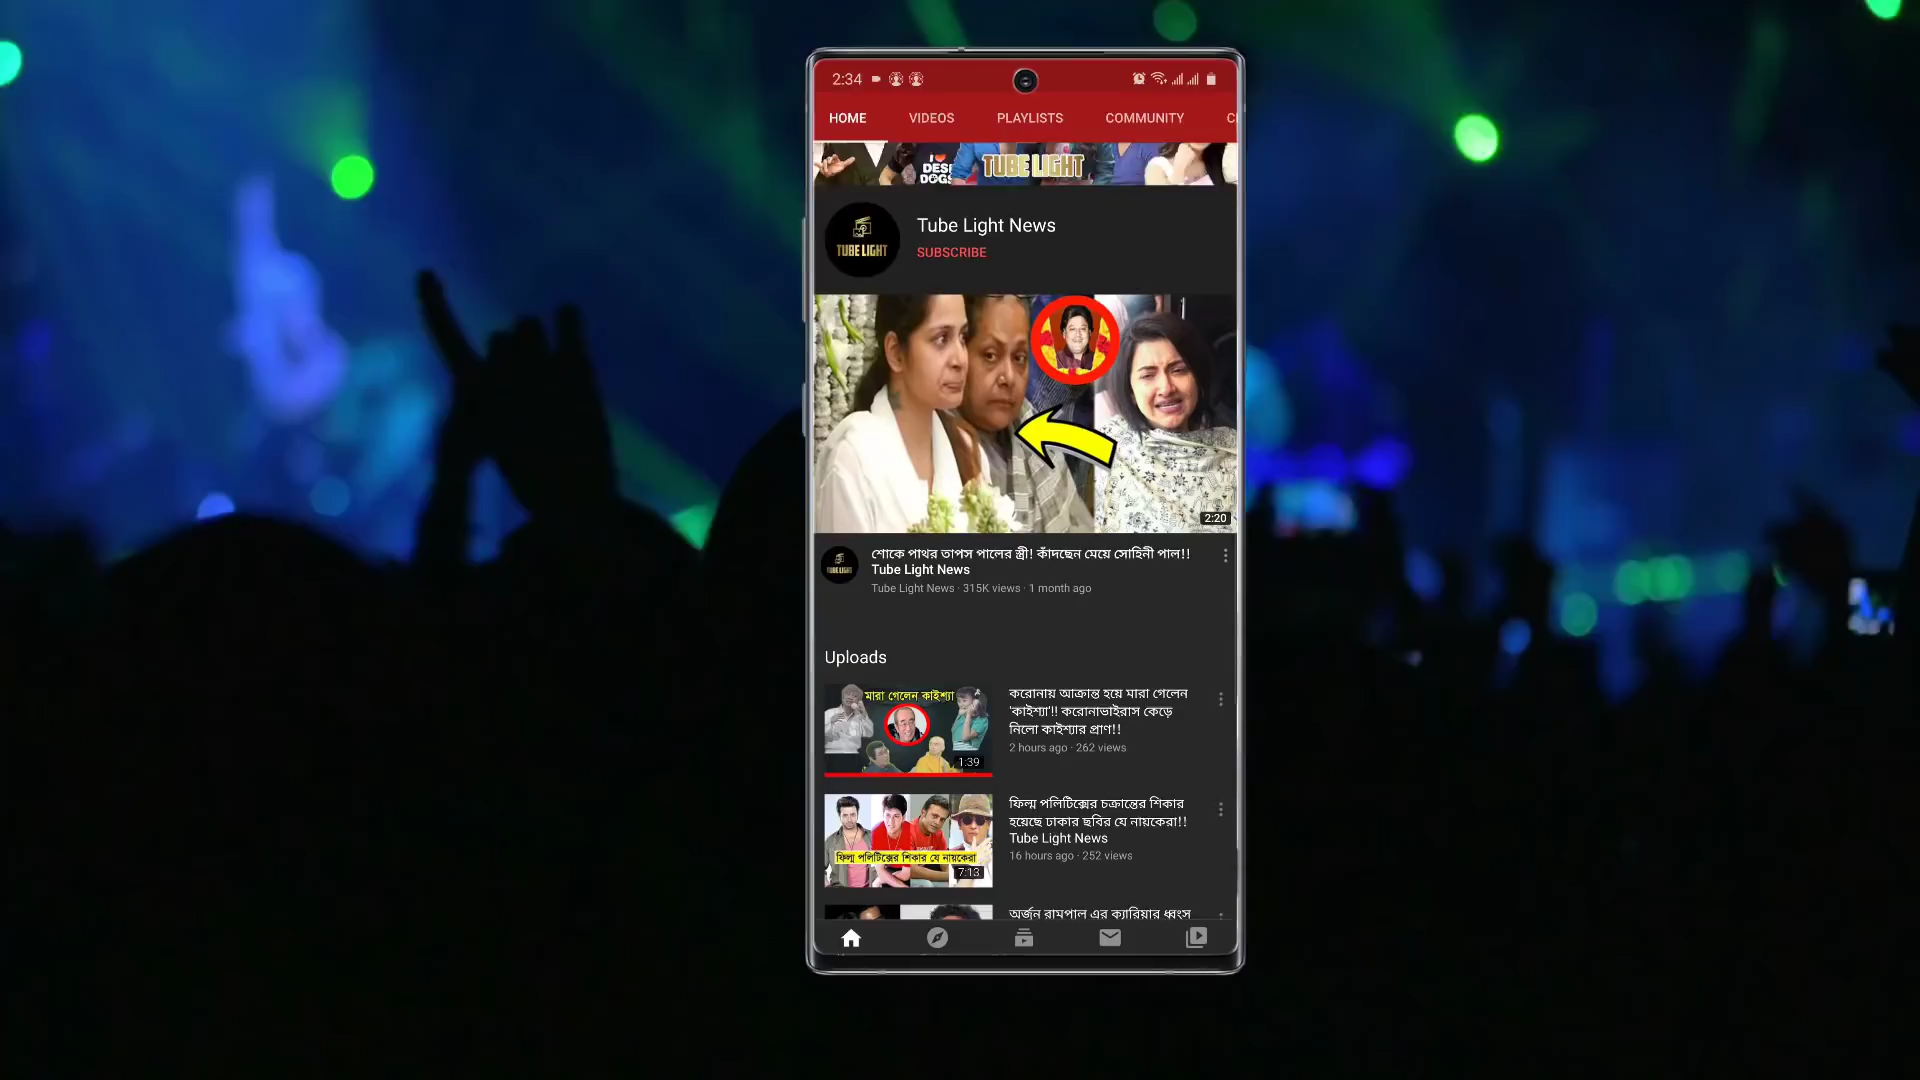 2:34
HOME VIDEOS PLAYLISTS COMMUNITY
I
DESI
DOGS
TUBE LIGHT
TUBE LIGHT
Tube Light News
SUBSCRIBE
2:20
TUBE LIGHT
শোকে পাথর তাপস পালের স্ত্রী! কাঁদছেন মেয়ে সোহিনী পাল!!
Tube Light News
Tube Light News · 315K views · 1 month ago
Uploads
মারা গেলেন কাইশ্যা
1:39
করোনায় আক্রান্ত হয়ে মারা গেলেন
'কাইশ্যা'!! করোনাভাইরাস কেড়ে
নিলো কাইশ্যার প্রাণ!!
2 hours ago · 262 views
ফিল্ম পলিটিক্সের শিকার যে নায়কেরা
7:13
ফিল্ম পলিটিক্সের চক্রান্তের শিকার
হয়েছে ঢাকার ছবির যে নায়কেরা!!
Tube Light News
16 hours ago · 252 views
অর্জন রামপাল এর ক্যারিয়ার ধ্বংস